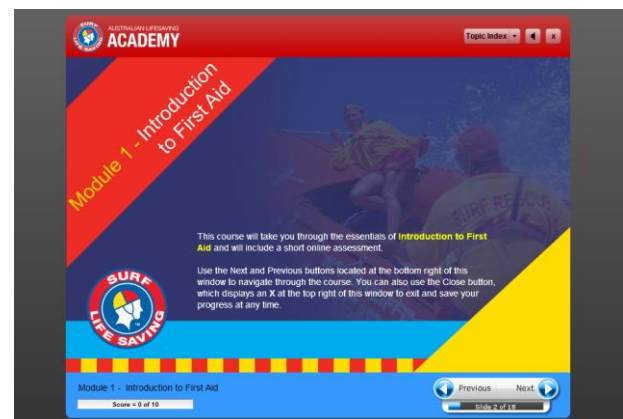 AUSTRALIAN LIFESAVING
ACADEMY
Topic Index
x
Module 1 - Introduction
to First Aid
SURF RESCUE
This course will take you through the essentials of Introduction to First
Aid and will include a short online assessment.
Use the Next and Previous buttons located at the bottom right of this
window to navigate through the course. You can also use the Close button,
which displays an X at the top right of this window to exit and save your
progress at any time.
SURF
LIFE SAVING
Module 1 - Introduction to First Aid
Score = 0 of 10
Previous Next
Slide 2 of 18